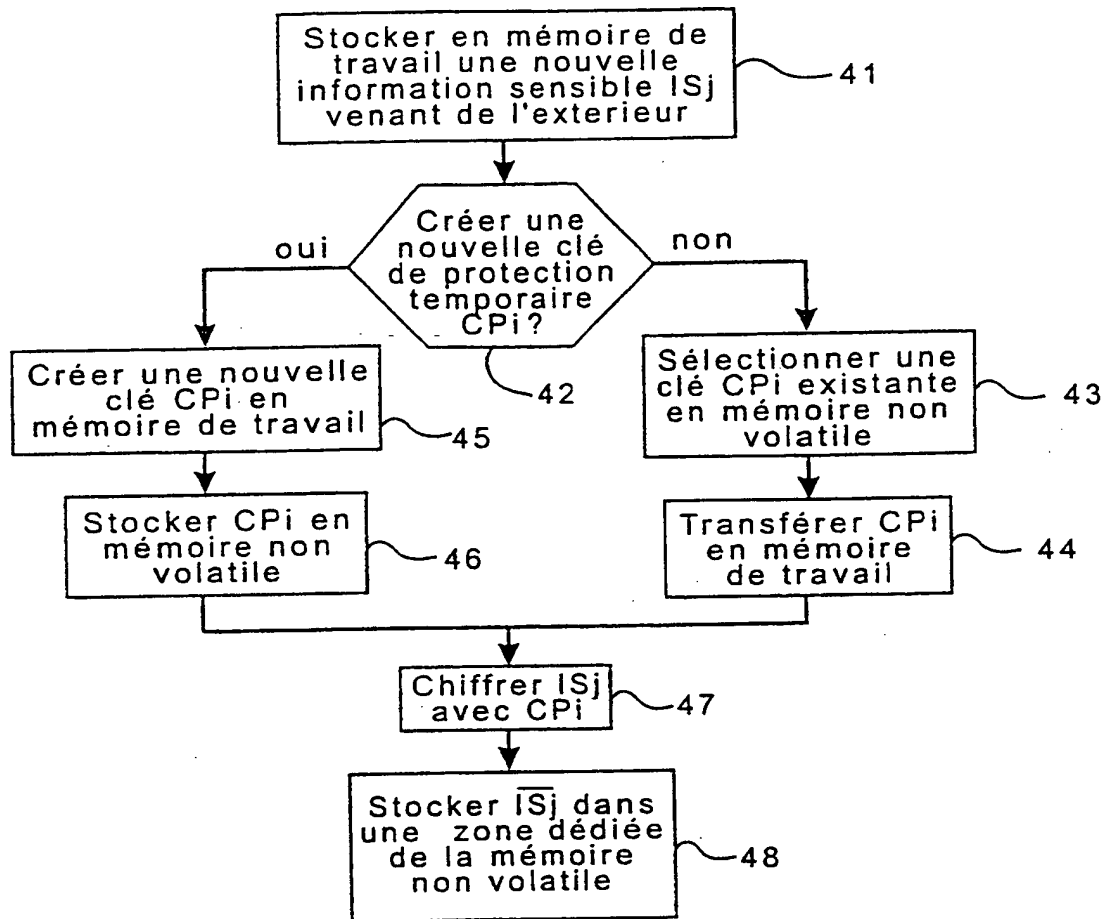 Stocker en mémoire de
travail une nouvelle
information sensible ISj
venant de l'exterieur
41
Créer une
nouvelle clé
de protection
temporaire
CPi?
oui
non
42
Créer une nouvelle
clé CPi en
mémoire de travail
45
Sélectionner une
clé CPi existante
en mémoire non
volatile
43
Stocker CPi en
mémoire non
volatile
46
Transférer CPi
en mémoire
de travail
44
Chiffrer ISj
avec CPi
47
Stocker I̅S̅j dans
une zone dédiée
de la mémoire
non volatile
48